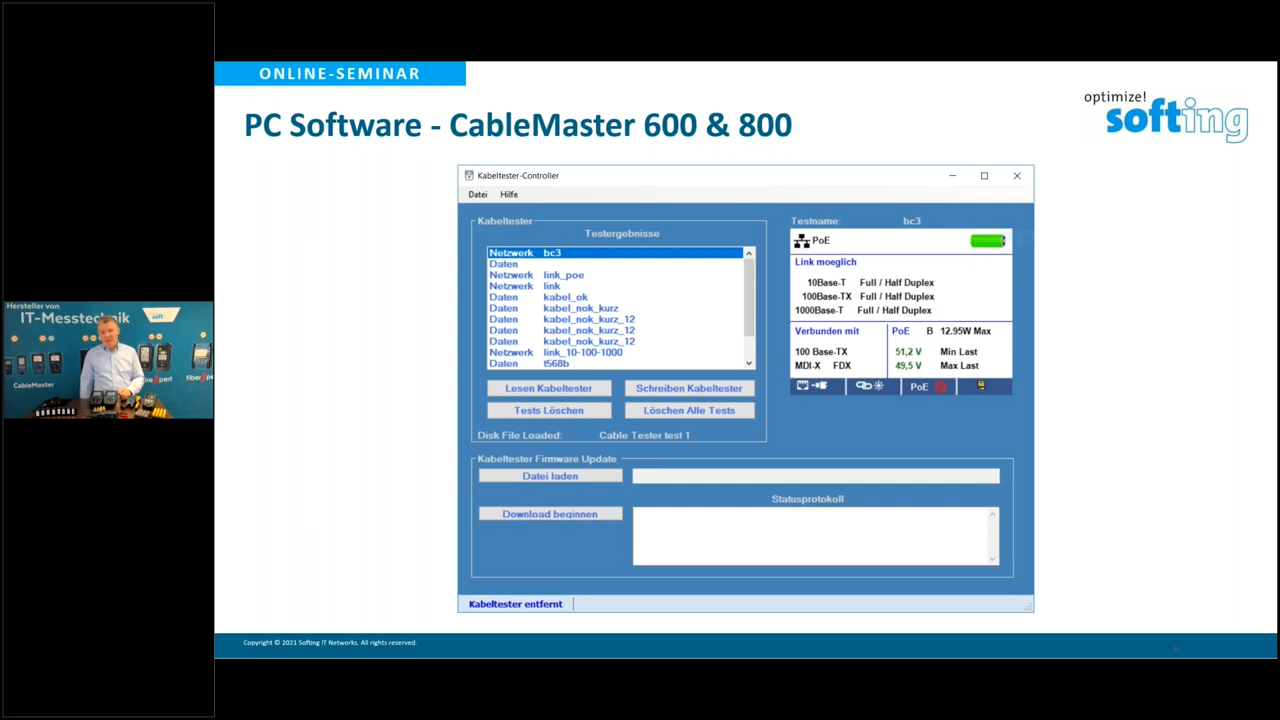 ONLINE-SEMINAR
PC Software - CableMaster 600 & 800
optimize!
softing
Hersteller von
IT-Messtechnik
soft
CableMaster
Kabeltester-Controller
Datei Hilfe
Kabeltester
Testergebnisse
Netzwerk bc3
Daten
Netzwerk link_poe
Netzwerk link
Daten kabel_ok
Daten kabel_nok_kurz
Daten kabel_nok_kurz_12
Daten kabel_nok_kurz_12
Daten kabel_nok_kurz_12
Netzwerk link_10-100-1000
Daten t568b
Lesen Kabeltester Schreiben Kabeltester
Tests Löschen Löschen Alle Tests
Disk File Loaded: Cable Tester test 1
Testname: bc3
PoE
Link moeglich
10Base-T Full / Half Duplex
100Base-TX Full / Half Duplex
1000Base-T Full / Half Duplex
Verbunden mit PoE B 12.95W Max
100 Base-TX 51,2 V Min Last
MDI-X FDX 49,5 V Max Last
PoE
Kabeltester Firmware Update
Datei laden
Statusprotokoll
Download beginnen
Kabeltester entfernt
Copyright © 2021 Softing IT Networks. All rights reserved.